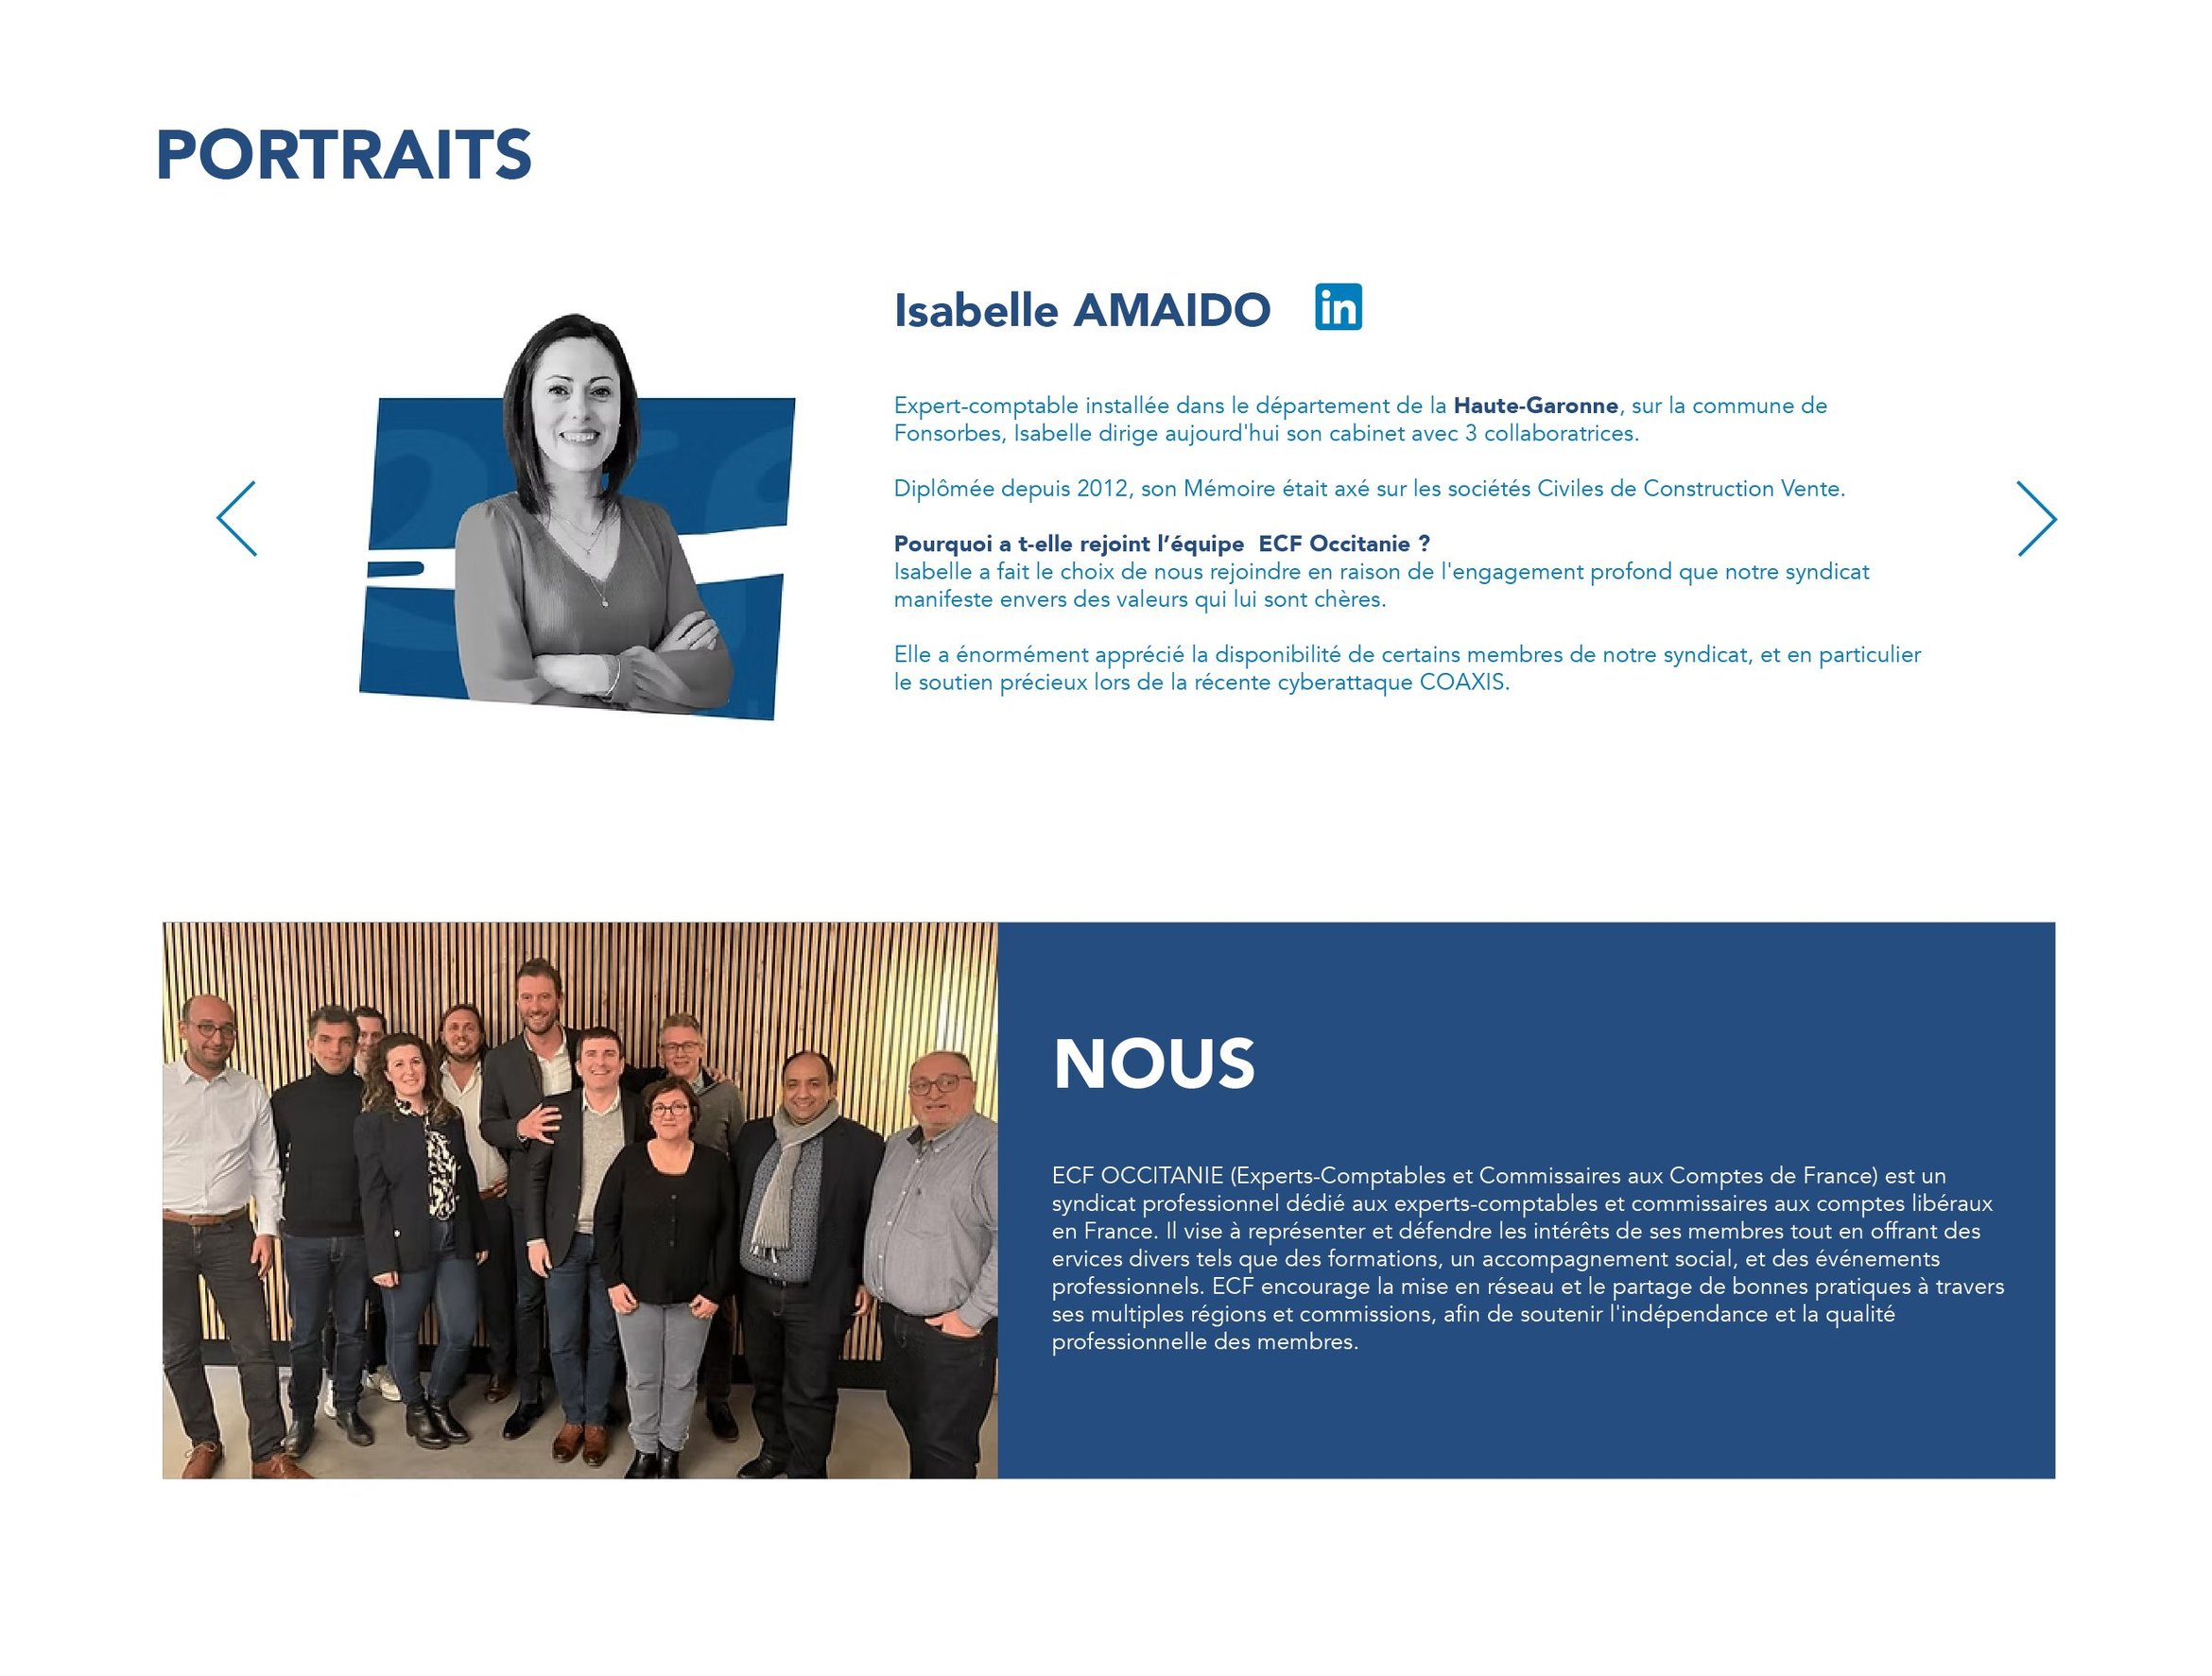 PORTRAITS
Isabelle AMAIDO
in
Expert-comptable installée dans le département de la Haute-Garonne, sur la commune de
Fonsorbes, Isabelle dirige aujourd'hui son cabinet avec 3 collaboratrices.
Diplômée depuis 2012, son Mémoire était axé sur les sociétés Civiles de Construction Vente.
Pourquoi a t-elle rejoint l’équipe  ECF Occitanie ?
Isabelle a fait le choix de nous rejoindre en raison de l'engagement profond que notre syndicat
manifeste envers des valeurs qui lui sont chères.
Elle a énormément apprécié la disponibilité de certains membres de notre syndicat, et en particulier
le soutien précieux lors de la récente cyberattaque COAXIS.
NOUS
ECF OCCITANIE (Experts-Comptables et Commissaires aux Comptes de France) est un
syndicat professionnel dédié aux experts-comptables et commissaires aux comptes libéraux
en France. Il vise à représenter et défendre les intérêts de ses membres tout en offrant des
ervices divers tels que des formations, un accompagnement social, et des événements
professionnels. ECF encourage la mise en réseau et le partage de bonnes pratiques à travers
ses multiples régions et commissions, afin de soutenir l'indépendance et la qualité
professionnelle des membres.